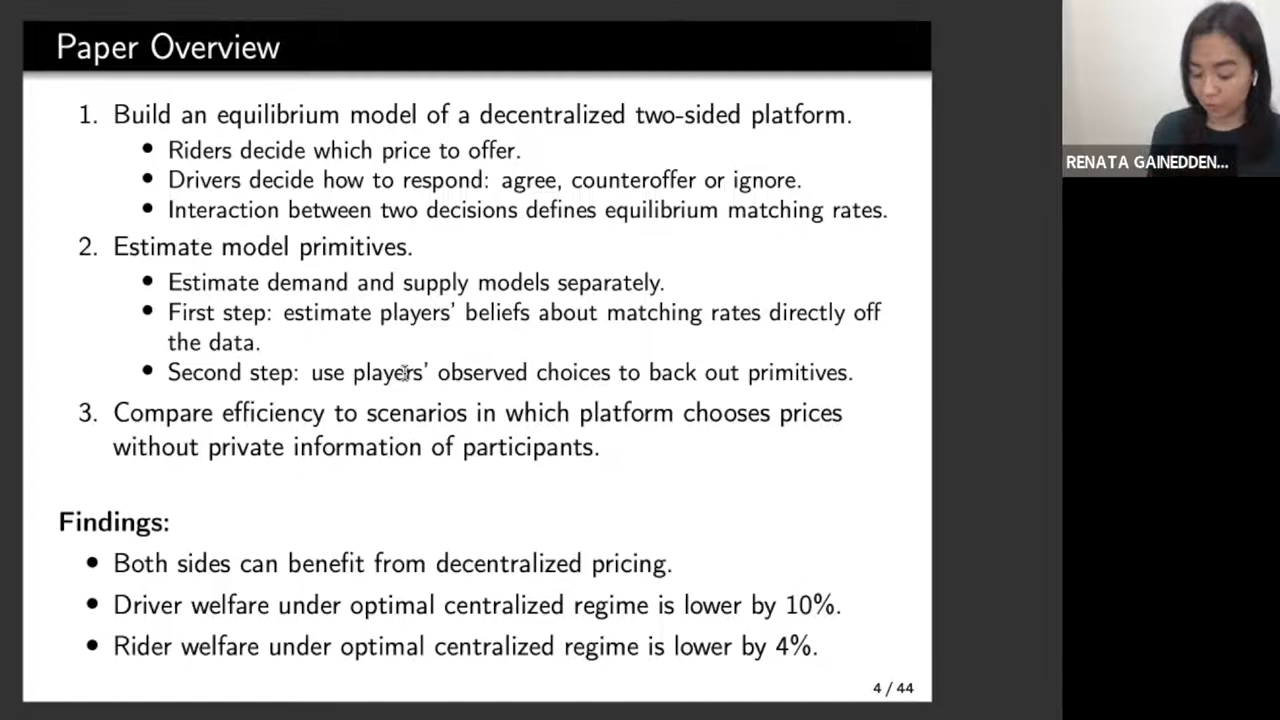 Paper Overview
1. Build an equilibrium model of a decentralized two-sided platform.
• Riders decide which price to offer.
• Drivers decide how to respond: agree, counteroffer or ignore.
• Interaction between two decisions defines equilibrium matching rates.
2. Estimate model primitives.
• Estimate demand and supply models separately.
• First step: estimate players' beliefs about matching rates directly off
the data.
• Second step: use players' observed choices to back out primitives.
3. Compare efficiency to scenarios in which platform chooses prices
without private information of participants.
Findings:
• Both sides can benefit from decentralized pricing.
• Driver welfare under optimal centralized regime is lower by 10%.
• Rider welfare under optimal centralized regime is lower by 4%.
4 / 44
RENATA GAINEDDEN...